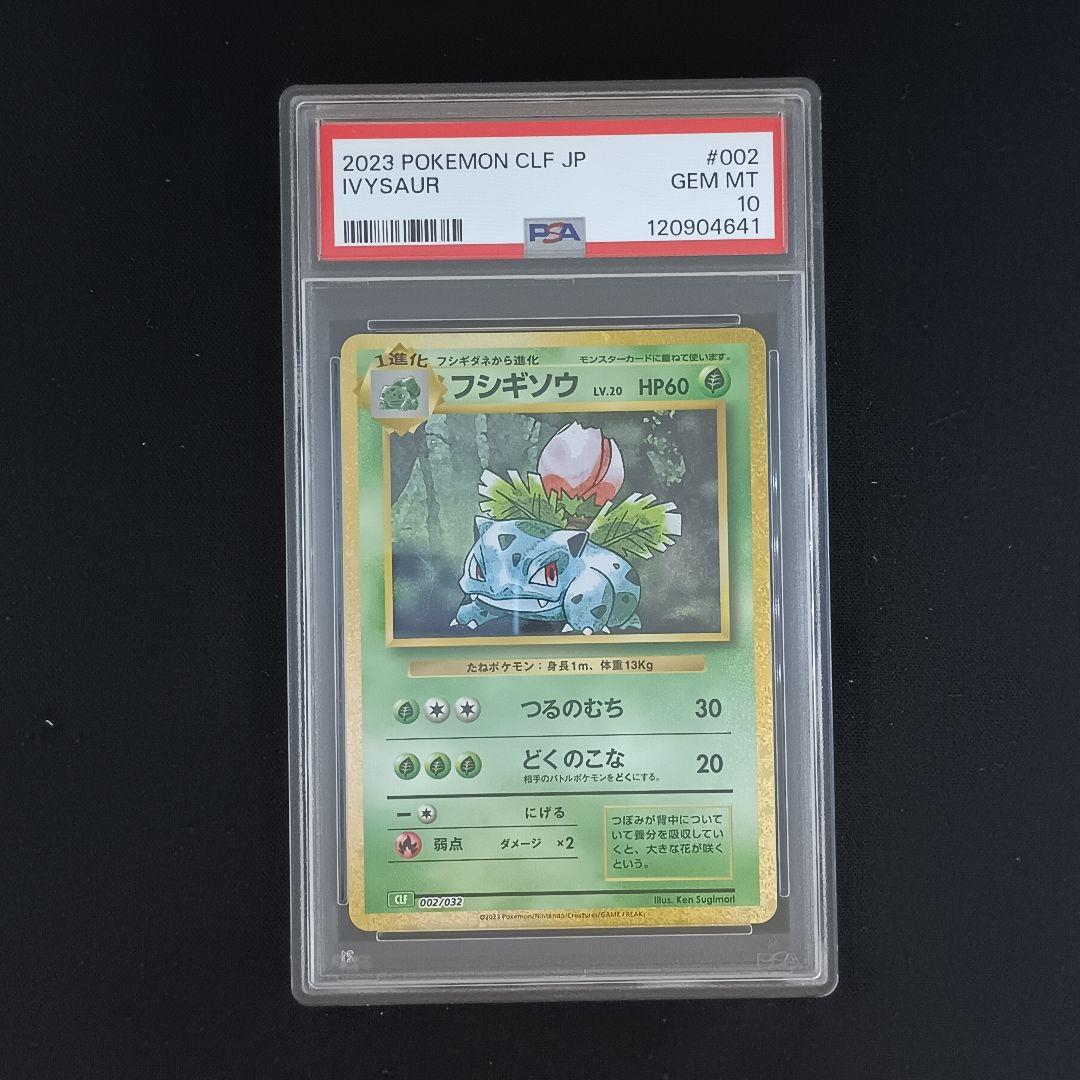 2023 POKEMON CLF JP #002
IVYSAUR GEM MT
10
PSA 120904641
1進化 フシギダネから進化 モンスターカードに重ねて使います。
フシギソウ LV.20 HP60
たねポケモン：身長1m、体重13Kg
つるのむち 30
どくのこな 20
相手のバトルポケモンをどくにする。
にげる
弱点 ダメージ ×2
つぼみが背中について
いて養分を吸収してい
くと、大きな花が咲く
という。
CLF 002/032 Illus. Ken Sugimori
©2023 Pokémon/Nintendo/Creatures/GAME FREAK.
PSA